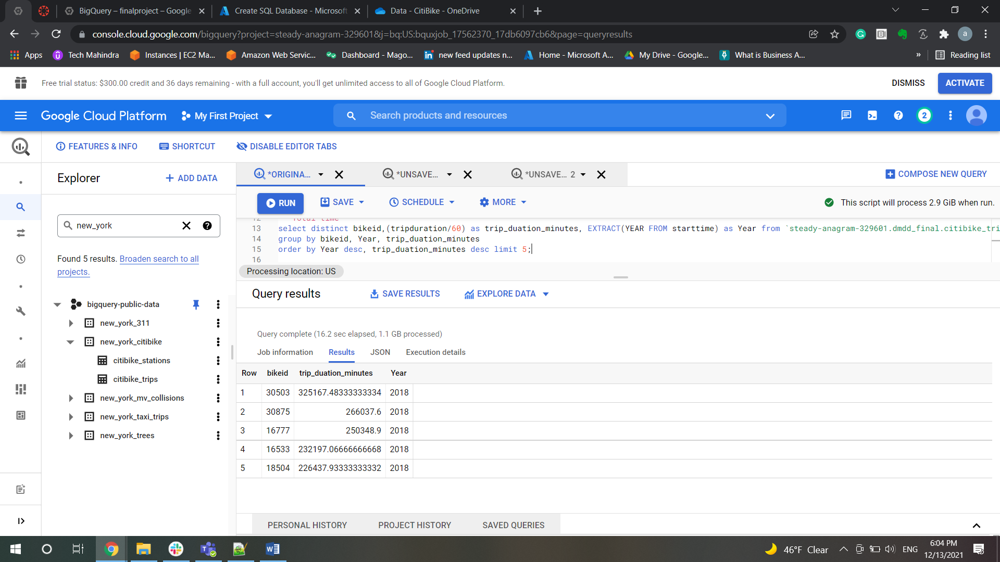 BigQuery – finalproject – Google
Create SQL Database - Microsoft
Data - CitiBike - OneDrive
console.cloud.google.com/bigquery?project=steady-anagram-329601&j=bq:US:bquxjob_17562370_17db6097cb6&page=queryresults
a
Apps
Tech Mahindra
Instances | EC2 Ma...
Amazon Web Servic...
Dashboard - Mago...
new feed updates n...
Home - Microsoft A...
My Drive - Google...
What is Business A...
»
Reading list
Free trial status: $300.00 credit and 36 days remaining - with a full account, you'll get unlimited access to all of Google Cloud Platform.
DISMISS
ACTIVATE
Google Cloud Platform
My First Project
Search products and resources
2
FEATURES & INFO
SHORTCUT
DISABLE EDITOR TABS
Explorer
+ ADD DATA
*ORIGINA...
*UNSAVE...
*UNSAVE... 2
COMPOSE NEW QUERY
RUN
SAVE
SCHEDULE
MORE
This script will process 2.9 GiB when run.
new_york
Found 5 results. Broaden search to all
projects.
bigquery-public-data
new_york_311
new_york_citibike
citibike_stations
citibike_trips
new_york_mv_collisions
new_york_taxi_trips
new_york_trees
12 Total time
13 select distinct bikeid,(tripduration/60) as trip_duation_minutes, EXTRACT(YEAR FROM starttime) as Year from `steady-anagram-329601.dmdd_final.citibike_tri
14 group by bikeid, Year, trip_duation_minutes
15 order by Year desc, trip_duation_minutes desc limit 5;
16
Processing location: US
Query results
SAVE RESULTS
EXPLORE DATA
Query complete (16.2 sec elapsed, 1.1 GB processed)
Job information
Results
JSON
Execution details
Row bikeid trip_duation_minutes Year
1 30503 325167.48333333334 2018
2 30875 266037.6 2018
3 16777 250348.9 2018
4 16533 232197.06666666668 2018
5 18504 226437.93333333332 2018
PERSONAL HISTORY
PROJECT HISTORY
SAVED QUERIES
46°F Clear
ENG
6:04 PM
12/13/2021